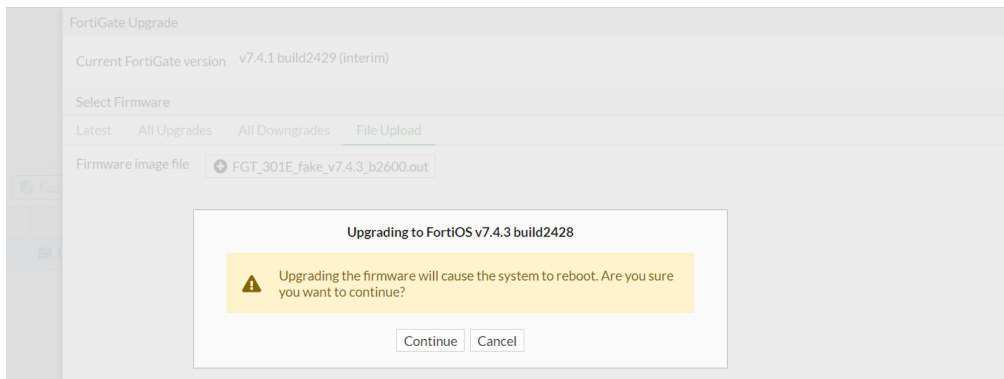 FortiGate Upgrade
Current FortiGate version v7.4.1 build2429 (interim)
Select Firmware
Latest All Upgrades All Downgrades File Upload
Firmware image file FGT_301E_fake_v7.4.3_b2600.out
Upgrading to FortiOS v7.4.3 build2428
Upgrading the firmware will cause the system to reboot. Are you sure
you want to continue?
Continue Cancel